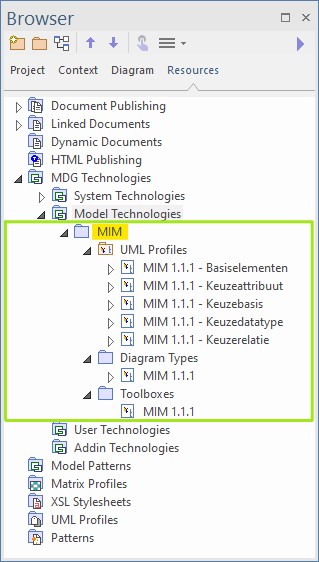 Browser
Project Context Diagram Resources
Document Publishing
Linked Documents
Dynamic Documents
HTML Publishing
MDG Technologies
System Technologies
Model Technologies
MIM
UML Profiles
MIM 1.1.1 - Basiselementen
MIM 1.1.1 - Keuzeattribuut
MIM 1.1.1 - Keuzebasis
MIM 1.1.1 - Keuzedatatype
MIM 1.1.1 - Keuzerelatie
Diagram Types
MIM 1.1.1
Toolboxes
MIM 1.1.1
User Technologies
Addin Technologies
Model Patterns
Matrix Profiles
XSL Stylesheets
UML Profiles
Patterns